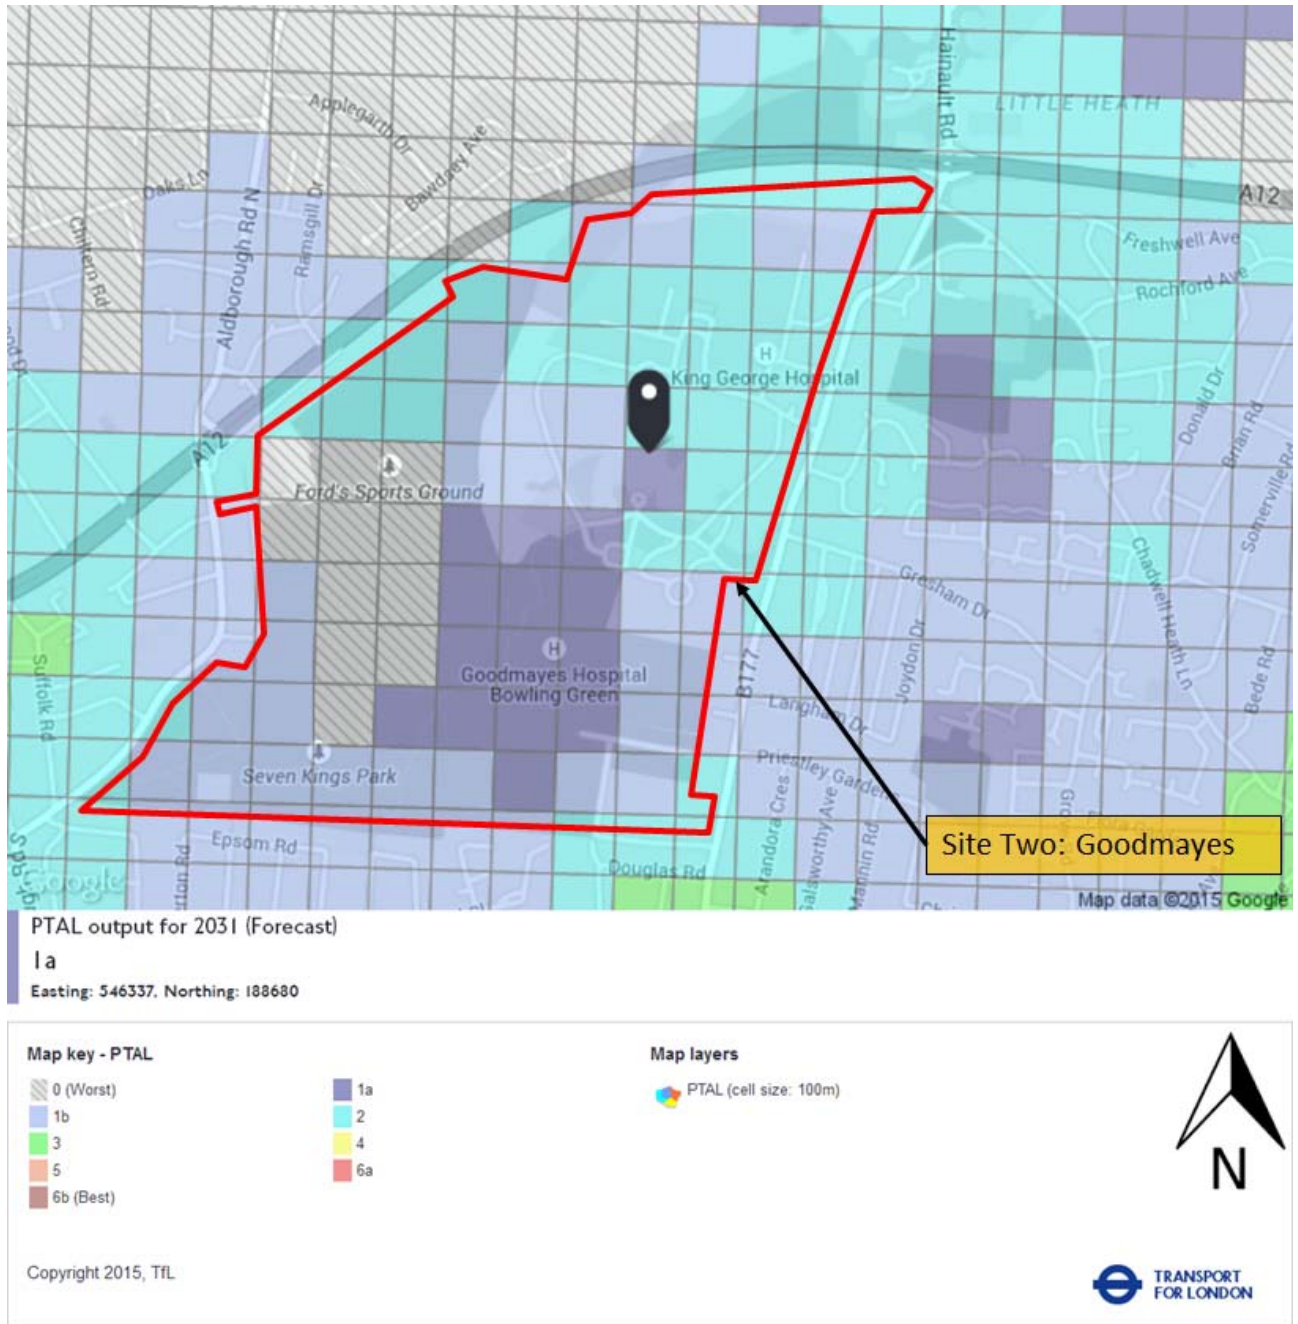 Hainault Rd
LITTLE HEATH
Applegarth Dr
Bawdsey Ave
Oaks Ln
Aldborough Rd N
Ramsgill Dr
Chiltern Rd
A12
Freshwell Ave
Rochford Ave
H
King George Hospital
Donald Dr
Brian Rd
Somerville Rd
A12
Ford's Sports Ground
Gresham Dr
Chadwell Heath Ln
Joydon Dr
Bede Rd
Suffolk Rd
H
Goodmayes Hospital
Bowling Green
B177
Langham Dr
Priestley Gardens
Seven Kings Park
Arandora Cres
Galsworthy Ave
Mannin Rd
Epsom Rd
Douglas Rd
Site Two: Goodmayes
Google
Map data ©2015 Google
PTAL output for 2031 (Forecast)
1a
Easting: 546337, Northing: 188680
Map key - PTAL
0 (Worst)
1a
1b
2
3
4
5
6a
6b (Best)
Map layers
PTAL (cell size: 100m)
N
Copyright 2015, TfL
TRANSPORT
FOR LONDON